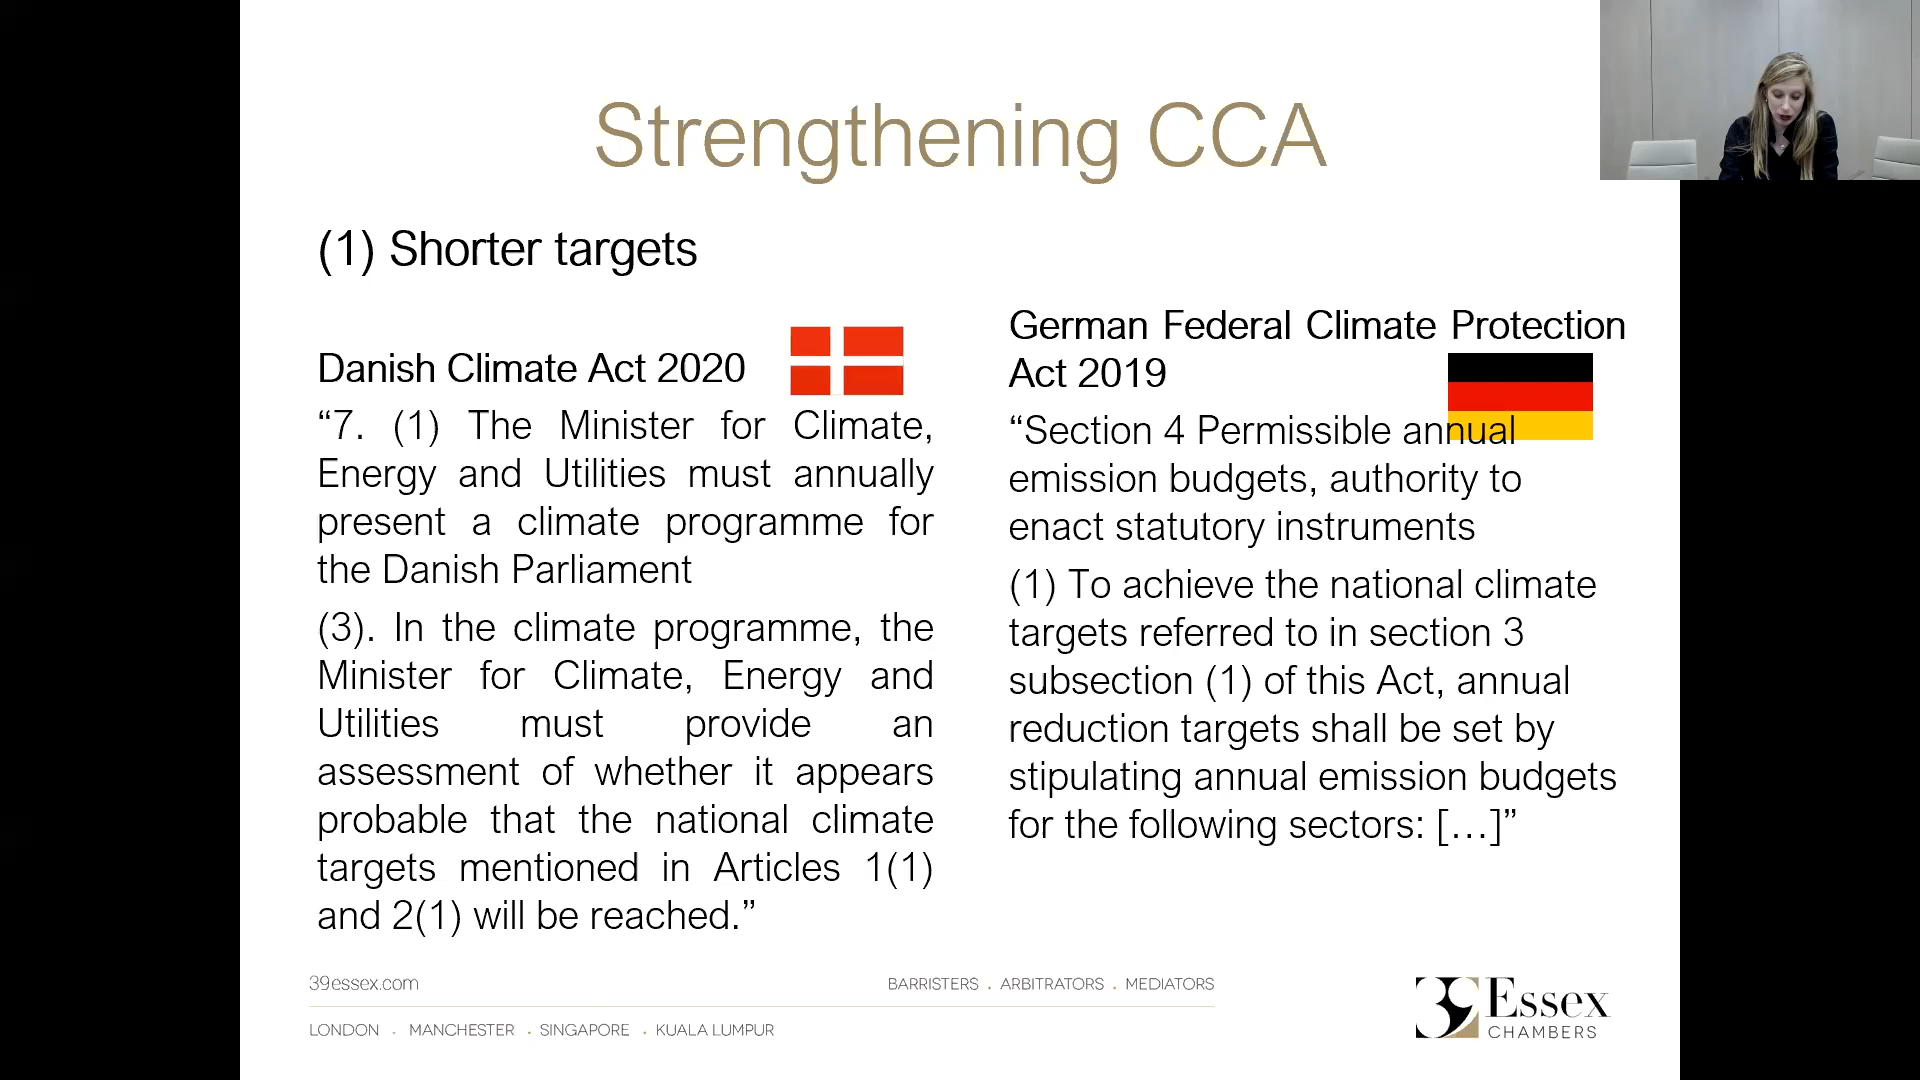 Strengthening CCA
(1) Shorter targets
Danish Climate Act 2020
“7. (1) The Minister for Climate,
Energy and Utilities must annually
present a climate programme for
the Danish Parliament
(3). In the climate programme, the
Minister for Climate, Energy and
Utilities must provide an
assessment of whether it appears
probable that the national climate
targets mentioned in Articles 1(1)
and 2(1) will be reached.”
German Federal Climate Protection
Act 2019
“Section 4 Permissible annual
emission budgets, authority to
enact statutory instruments
(1) To achieve the national climate
targets referred to in section 3
subsection (1) of this Act, annual
reduction targets shall be set by
stipulating annual emission budgets
for the following sectors: […]”
39essex.com
BARRISTERS . ARBITRATORS . MEDIATORS
LONDON . MANCHESTER . SINGAPORE . KUALA LUMPUR
39 Essex
CHAMBERS